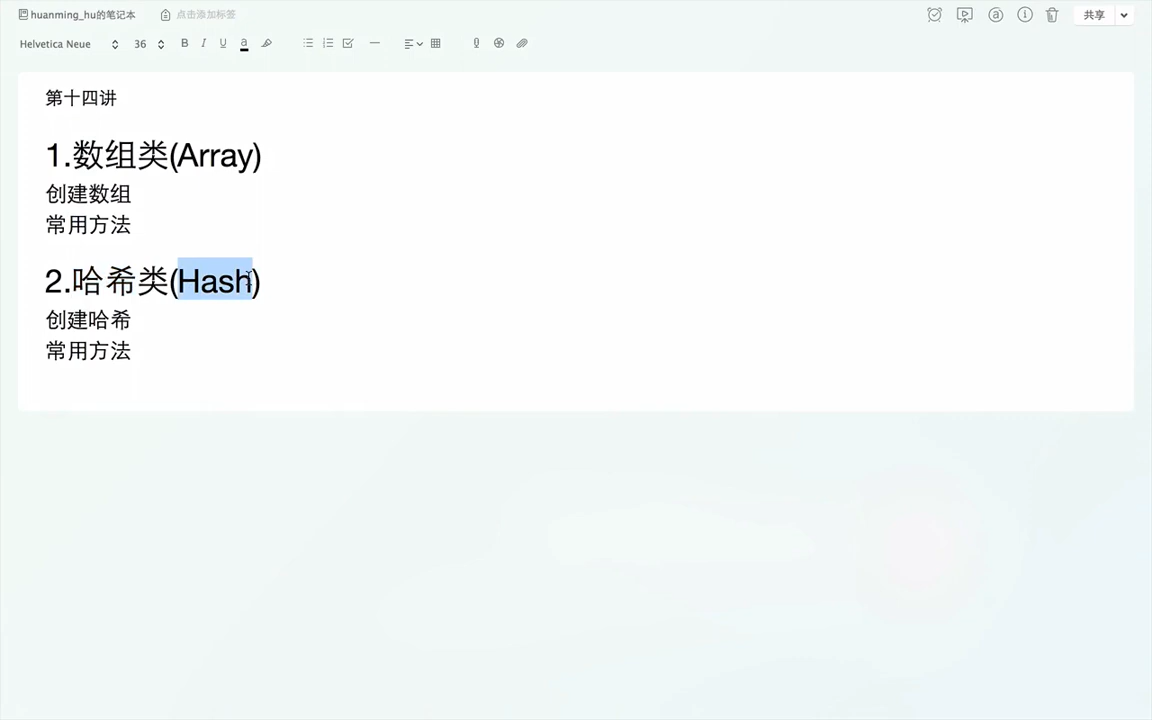 huanming_hu的笔记本 点击添加标签 共享
Helvetica Neue 36 B I U a
第十四讲
1.数组类(Array)
创建数组
常用方法
2.哈希类(Hash)
创建哈希
常用方法